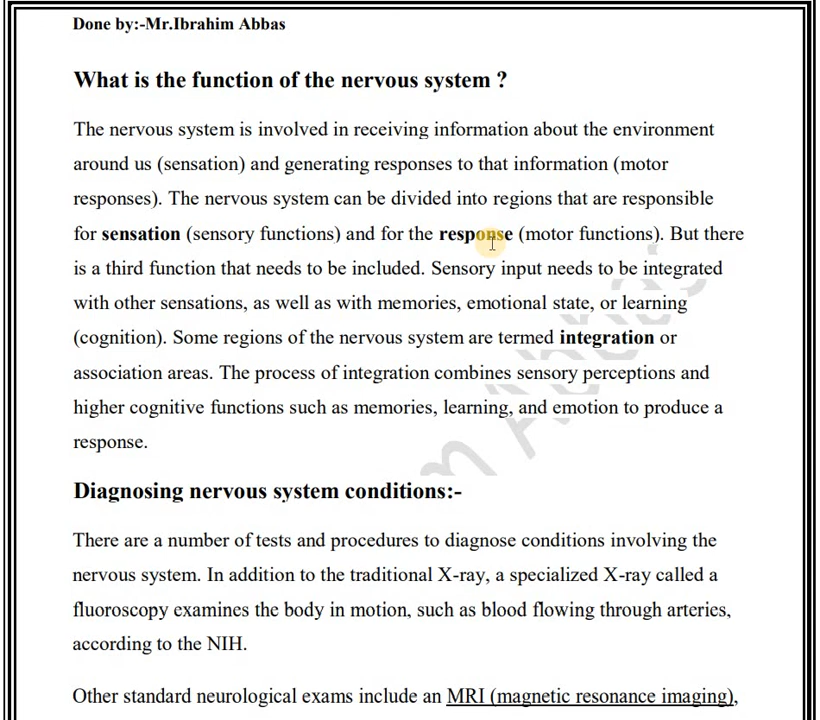 Done by:-Mr.Ibrahim Abbas
What is the function of the nervous system ?
The nervous system is involved in receiving information about the environment
around us (sensation) and generating responses to that information (motor
responses). The nervous system can be divided into regions that are responsible
for sensation (sensory functions) and for the response (motor functions). But there
is a third function that needs to be included. Sensory input needs to be integrated
with other sensations, as well as with memories, emotional state, or learning
(cognition). Some regions of the nervous system are termed integration or
association areas. The process of integration combines sensory perceptions and
higher cognitive functions such as memories, learning, and emotion to produce a
response.
Diagnosing nervous system conditions:-
There are a number of tests and procedures to diagnose conditions involving the
nervous system. In addition to the traditional X-ray, a specialized X-ray called a
fluoroscopy examines the body in motion, such as blood flowing through arteries,
according to the NIH.
Other standard neurological exams include an MRI (magnetic resonance imaging),